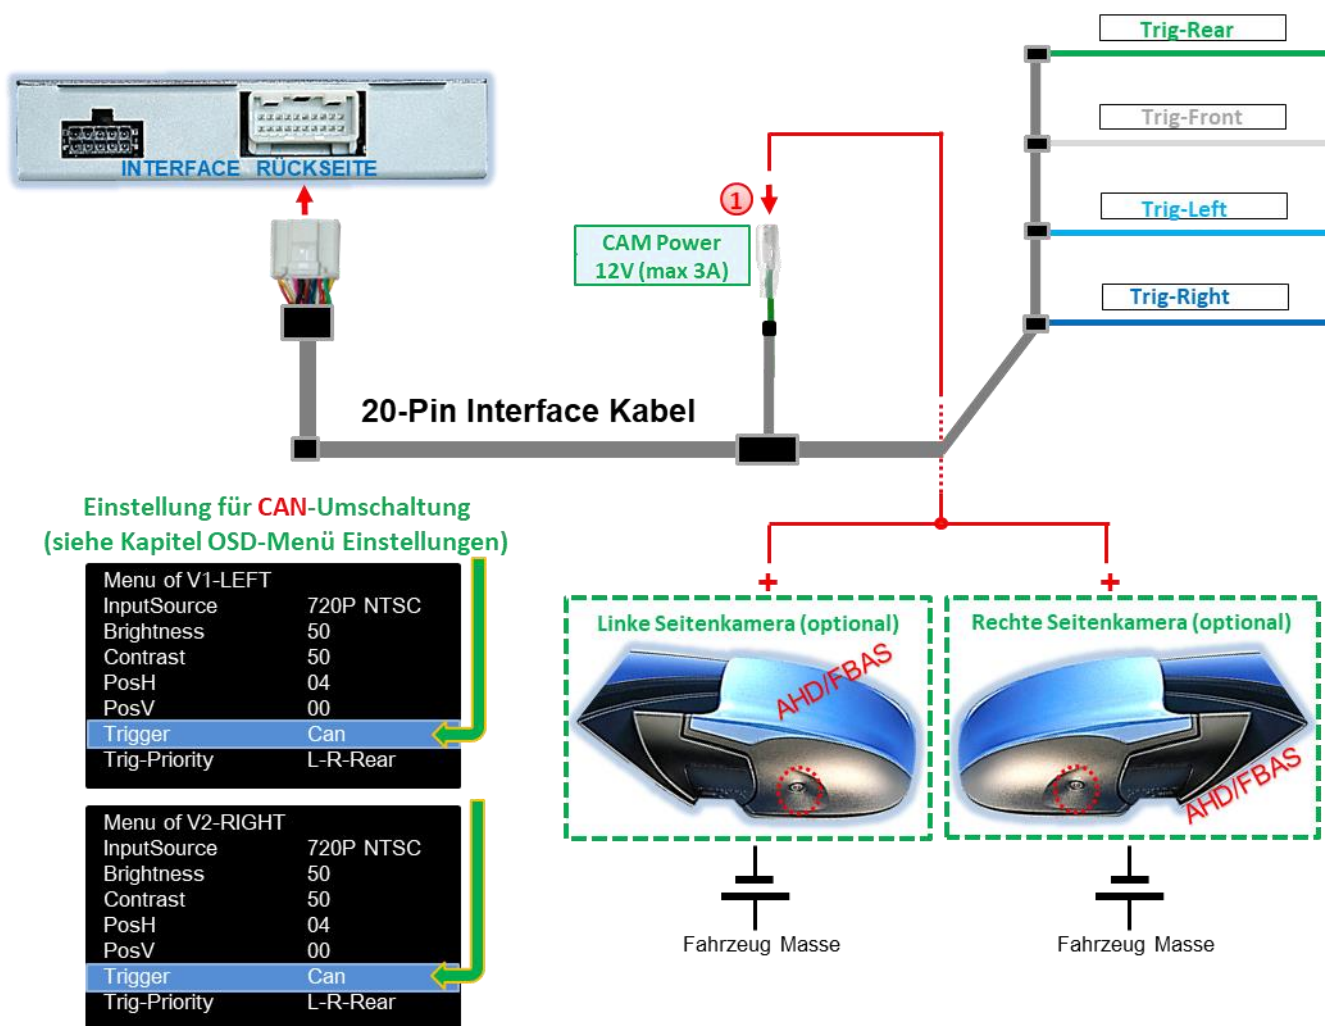 Trig-Rear
Trig-Front
Trig-Left
Trig-Right
INTERFACE RÜCKSEITE
1
CAM Power
12V (max 3A)
20-Pin Interface Kabel
Einstellung für CAN-Umschaltung
(siehe Kapitel OSD-Menü Einstellungen)
Menu of V1-LEFT
InputSource 720P NTSC
Brightness 50
Contrast 50
PosH 04
PosV 00
Trigger Can
Trig-Priority L-R-Rear
Menu of V2-RIGHT
InputSource 720P NTSC
Brightness 50
Contrast 50
PosH 04
PosV 00
Trigger Can
Trig-Priority L-R-Rear
+
+
Linke Seitenkamera (optional)
AHD/FBAS
Rechte Seitenkamera (optional)
AHD/FBAS
Fahrzeug Masse
Fahrzeug Masse